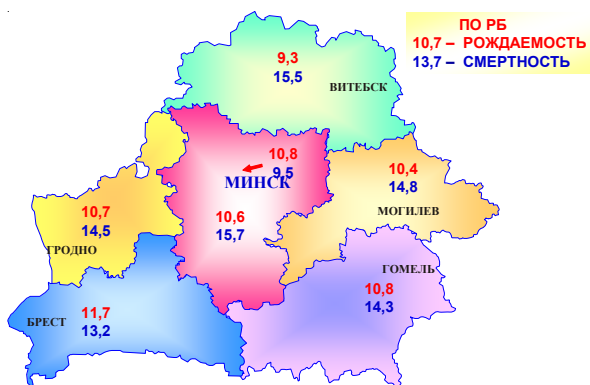 ПО РБ
10,7 – РОЖДАЕМОСТЬ
13,7 – СМЕРТНОСТЬ
9,3
15,5
ВИТЕБСК
10,8
9,5
МИНСК
10,6
15,7
10,4
14,8
МОГИЛЕВ
10,7
14,5
ГРОДНО
ГОМЕЛЬ
10,8
14,3
БРЕСТ
11,7
13,2